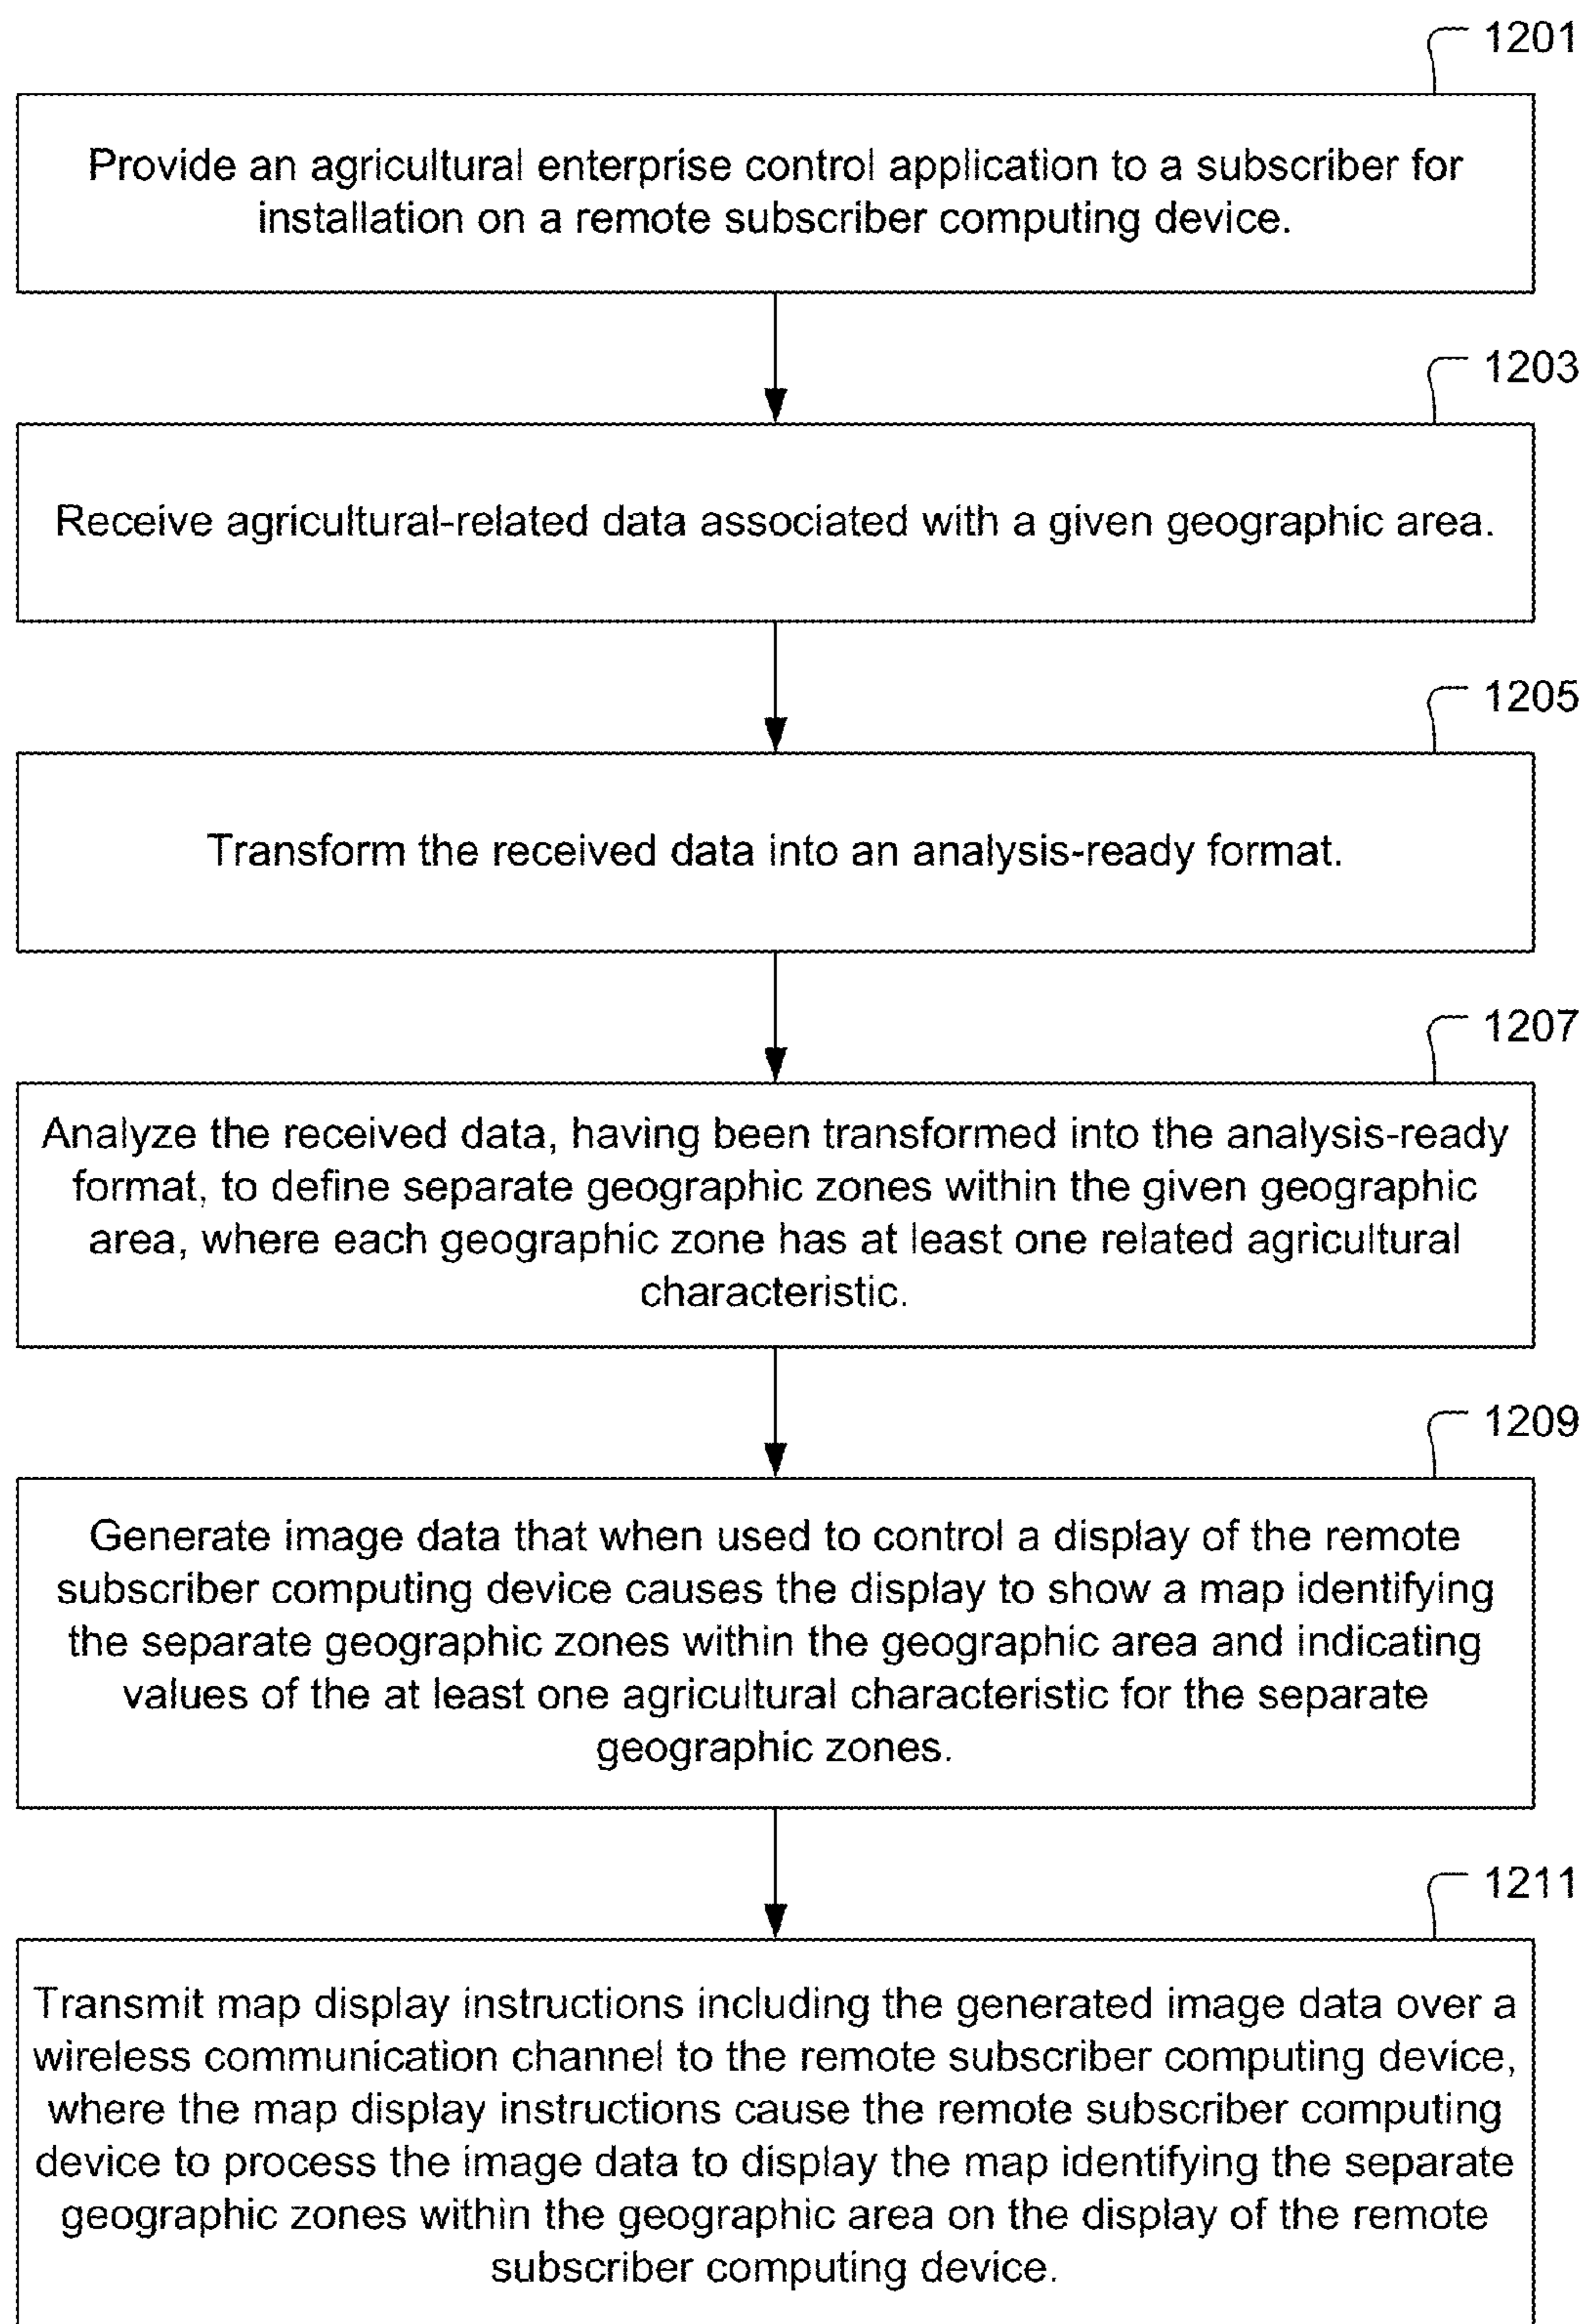 1201
Provide an agricultural enterprise control application to a subscriber for
installation on a remote subscriber computing device.
1203
Receive agricultural-related data associated with a given geographic area.
1205
Transform the received data into an analysis-ready format.
1207
Analyze the received data, having been transformed into the analysis-ready
format, to define separate geographic zones within the given geographic
area, where each geographic zone has at least one related agricultural
characteristic.
1209
Generate image data that when used to control a display of the remote
subscriber computing device causes the display to show a map identifying
the separate geographic zones within the geographic area and indicating
values of the at least one agricultural characteristic for the separate
geographic zones.
1211
Transmit map display instructions including the generated image data over a
wireless communication channel to the remote subscriber computing device,
where the map display instructions cause the remote subscriber computing
device to process the image data to display the map identifying the separate
geographic zones within the geographic area on the display of the remote
subscriber computing device.